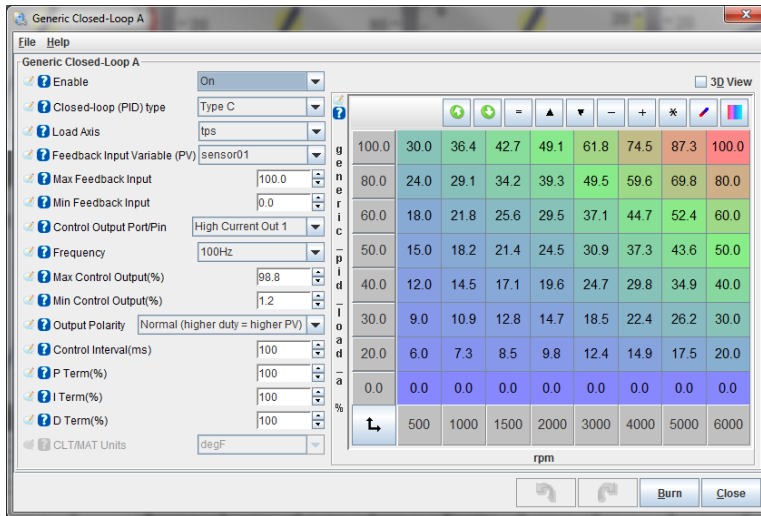 Generic Closed-Loop A
File Help
Generic Closed-Loop A
Enable On
3D View
Closed-loop (PID) type Type C
= - + *
Load Axis tps
Feedback Input Variable (PV) sensor01
Max Feedback Input 100.0
Min Feedback Input 0.0
Control Output Port/Pin High Current Out 1
Frequency 100Hz
Max Control Output(%) 98.8
Min Control Output(%) 1.2
Output Polarity Normal (higher duty = higher PV)
Control Interval(ms) 100
P Term(%) 100
I Term(%) 100
D Term(%) 100
CLT/MAT Units degF
generic_pid_load_a
%
100.0 30.0 36.4 42.7 49.1 61.8 74.5 87.3 100.0
80.0 24.0 29.1 34.2 39.3 49.5 59.6 69.8 80.0
60.0 18.0 21.8 25.6 29.5 37.1 44.7 52.4 60.0
50.0 15.0 18.2 21.4 24.5 30.9 37.3 43.6 50.0
40.0 12.0 14.5 17.1 19.6 24.7 29.8 34.9 40.0
30.0 9.0 10.9 12.8 14.7 18.5 22.4 26.2 30.0
20.0 6.0 7.3 8.5 9.8 12.4 14.9 17.5 20.0
0.0 0.0 0.0 0.0 0.0 0.0 0.0 0.0 0.0
500 1000 1500 2000 3000 4000 5000 6000
rpm
Burn Close